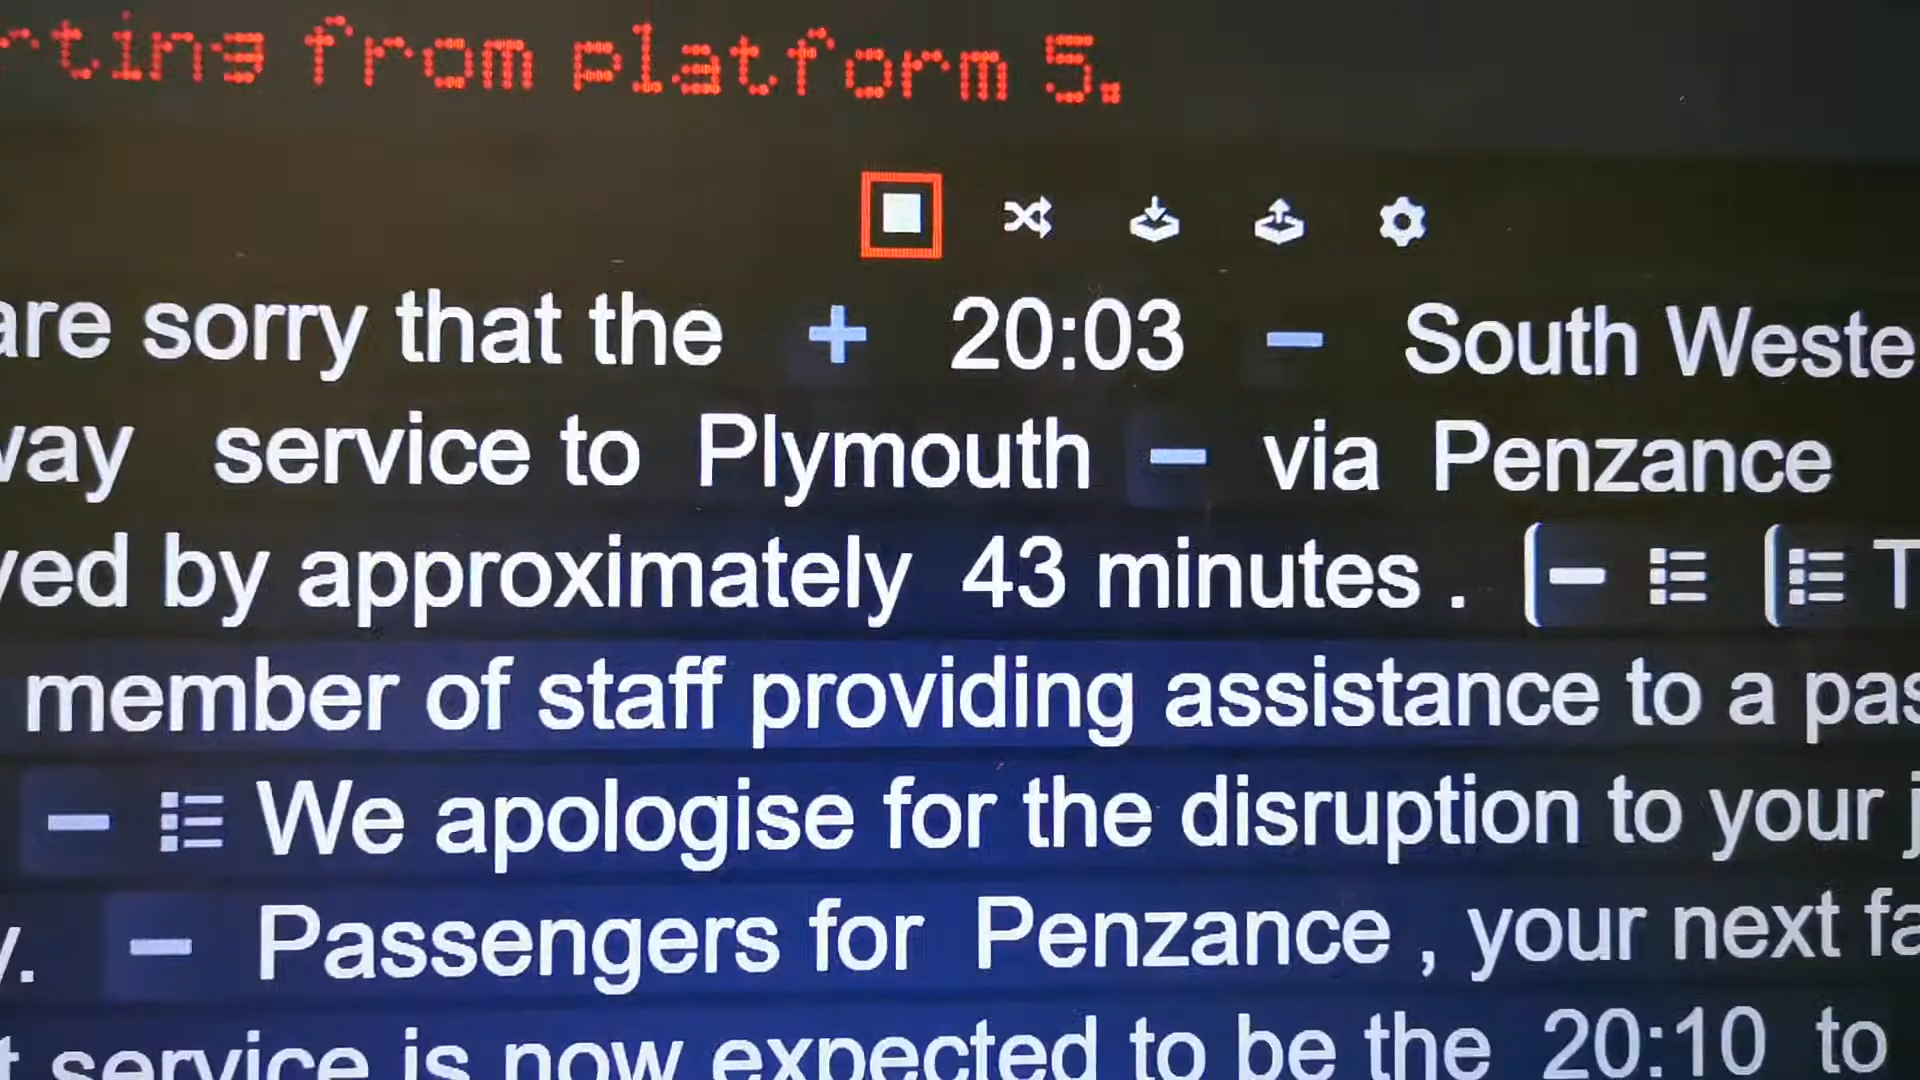 rting from platform 5.
are sorry that the + 20:03 − South Weste
way service to Plymouth − via Penzance
yed by approximately 43 minutes . − T
member of staff providing assistance to a pas
− We apologise for the disruption to your j
y. − Passengers for Penzance , your next fa
t service is now expected to be the 20:10 to